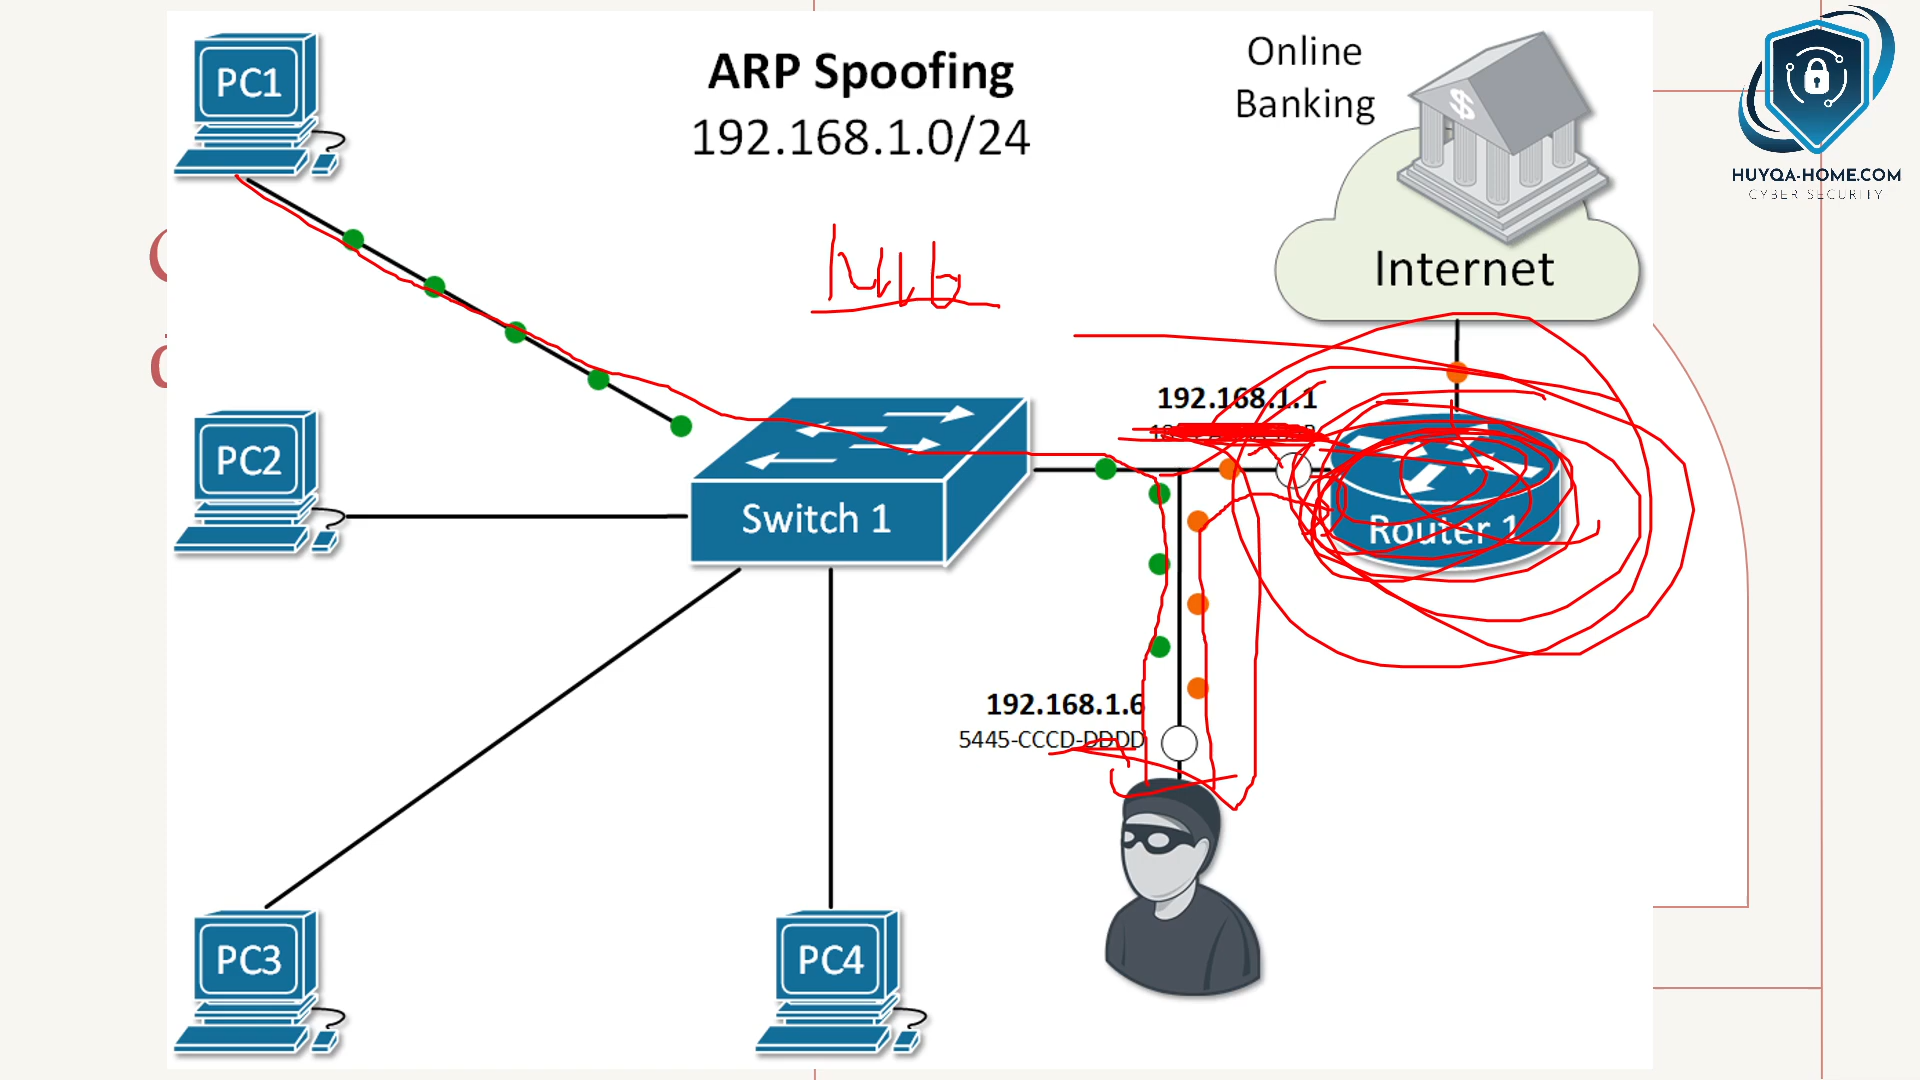 PC1
ARP Spoofing
192.168.1.0/24
Online
Banking
$
HUYQA-HOME.COM
CYBER SECURITY
hub
Internet
192.168.1.1
PC2
Switch 1
Router 1
192.168.1.6
5445-CCCD-DDDD
PC3
PC4